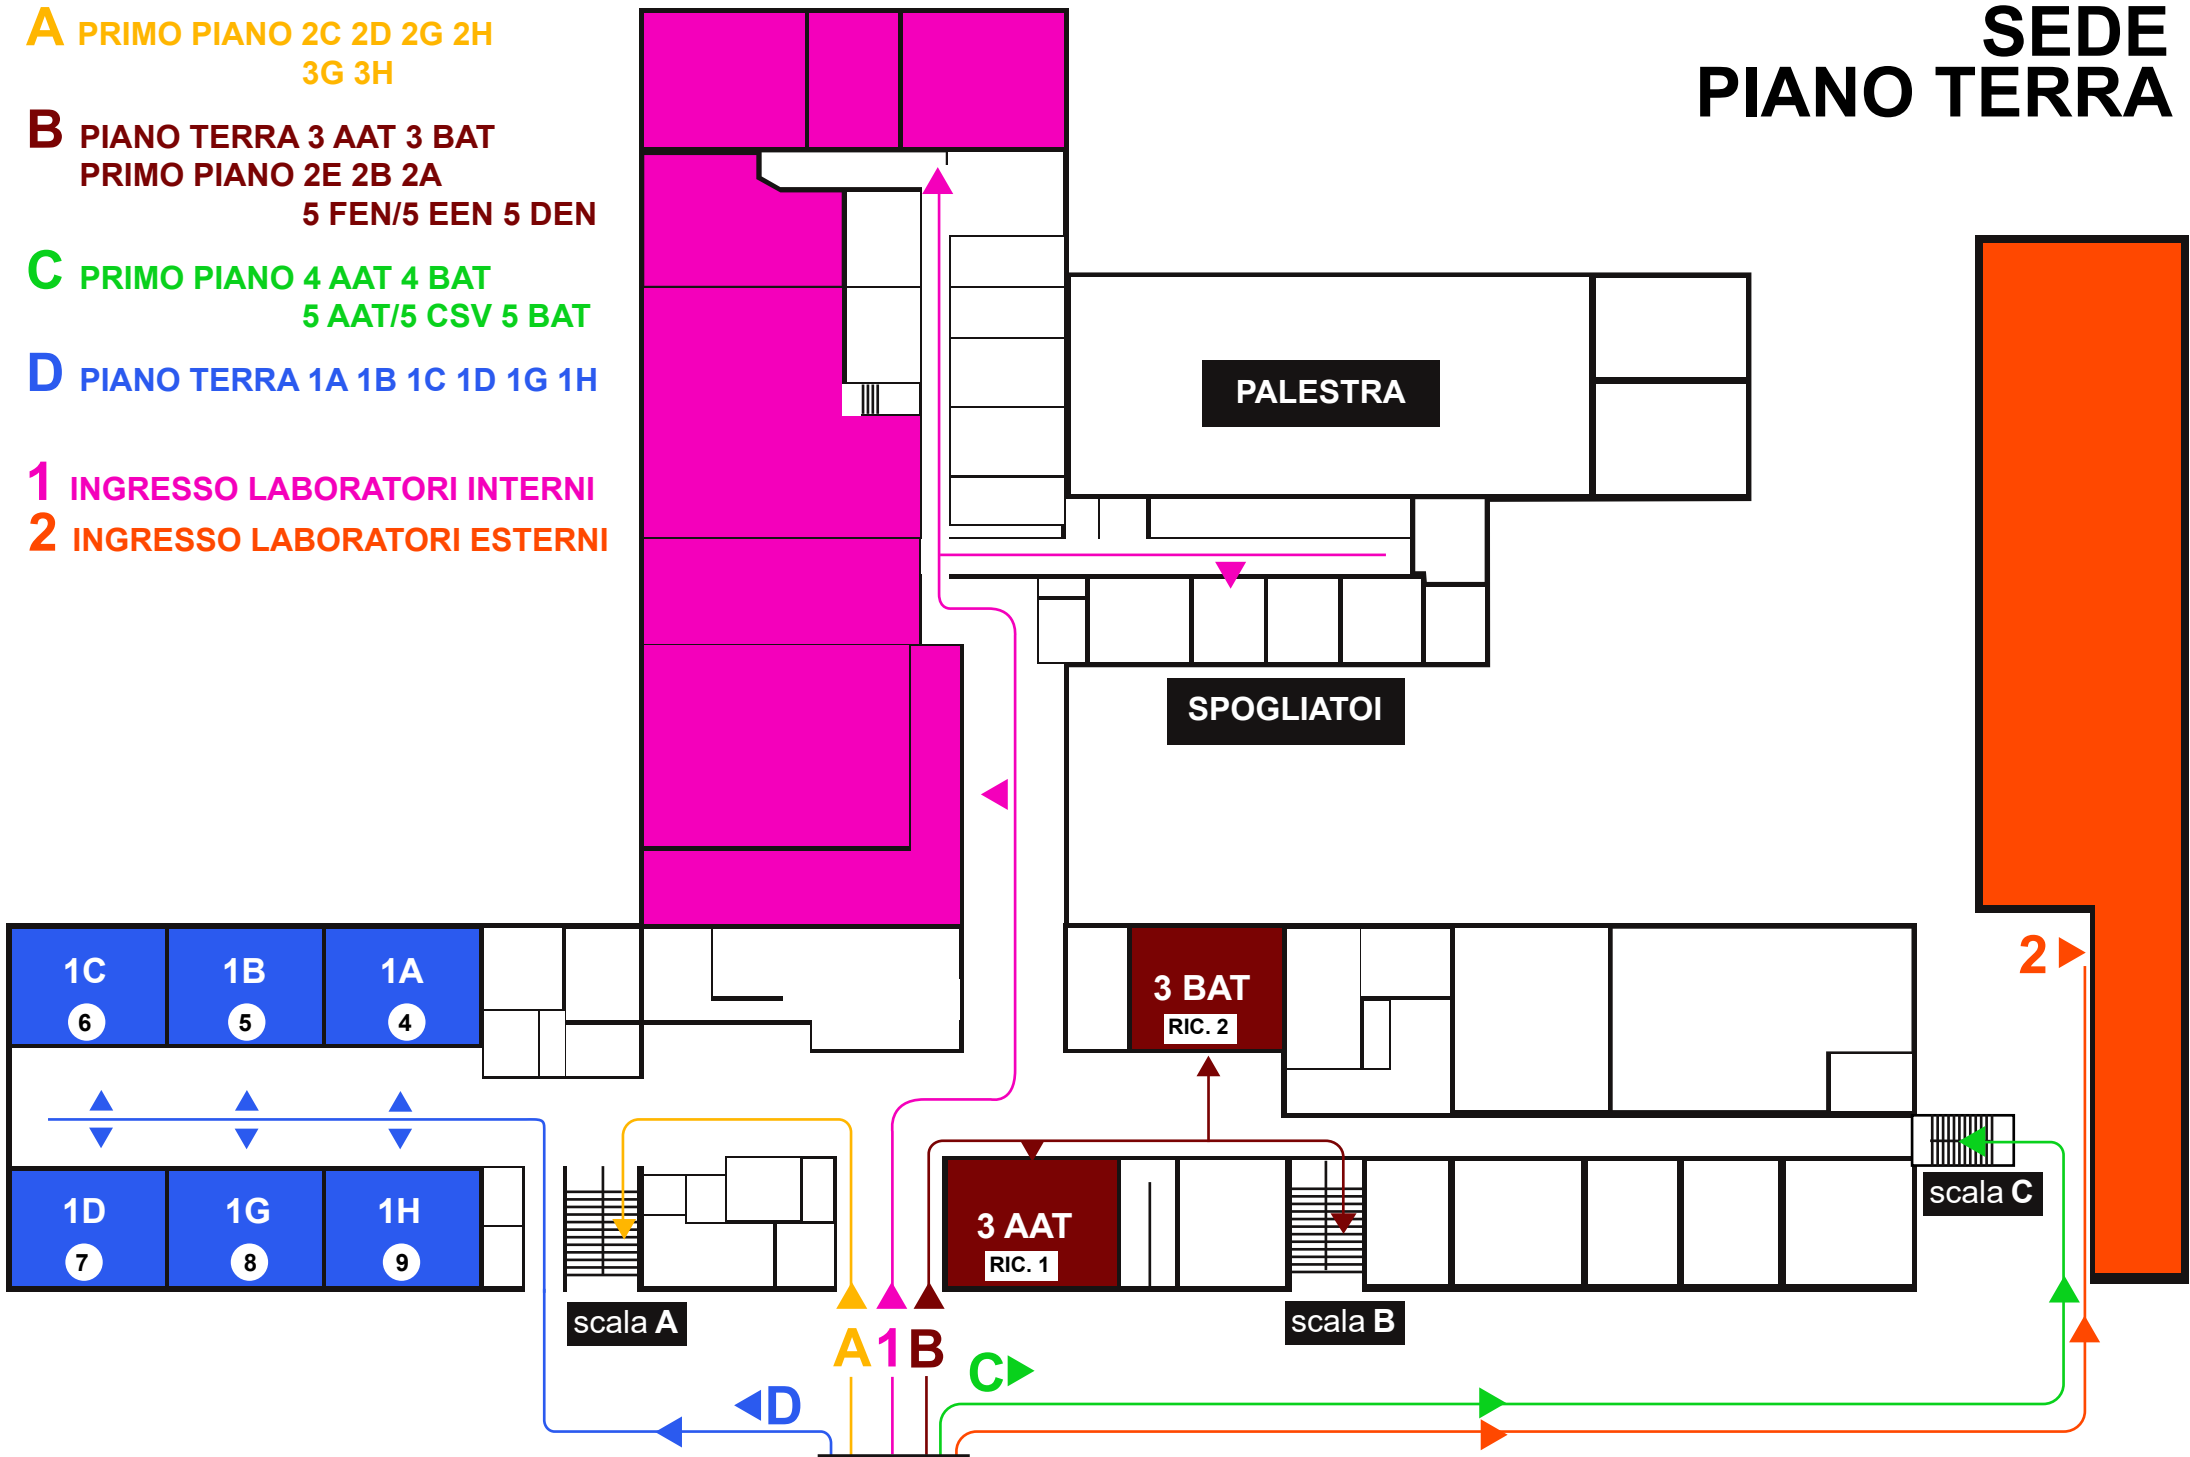 A PRIMO PIANO 2C 2D 2G 2H
3G 3H
B PIANO TERRA 3 AAT 3 BAT
PRIMO PIANO 2E 2B 2A
5 FEN/5 EEN 5 DEN
C PRIMO PIANO 4 AAT 4 BAT
5 AAT/5 CSV 5 BAT
D PIANO TERRA 1A 1B 1C 1D 1G 1H
1 INGRESSO LABORATORI INTERNI
2 INGRESSO LABORATORI ESTERNI
SEDE
PIANO TERRA
PALESTRA
SPOGLIATOI
1C
6
1B
5
1A
4
3 BAT
RIC. 2
2
1D
7
1G
8
1H
9
3 AAT
RIC. 1
scala C
scala A
scala B
A 1 B
C
D